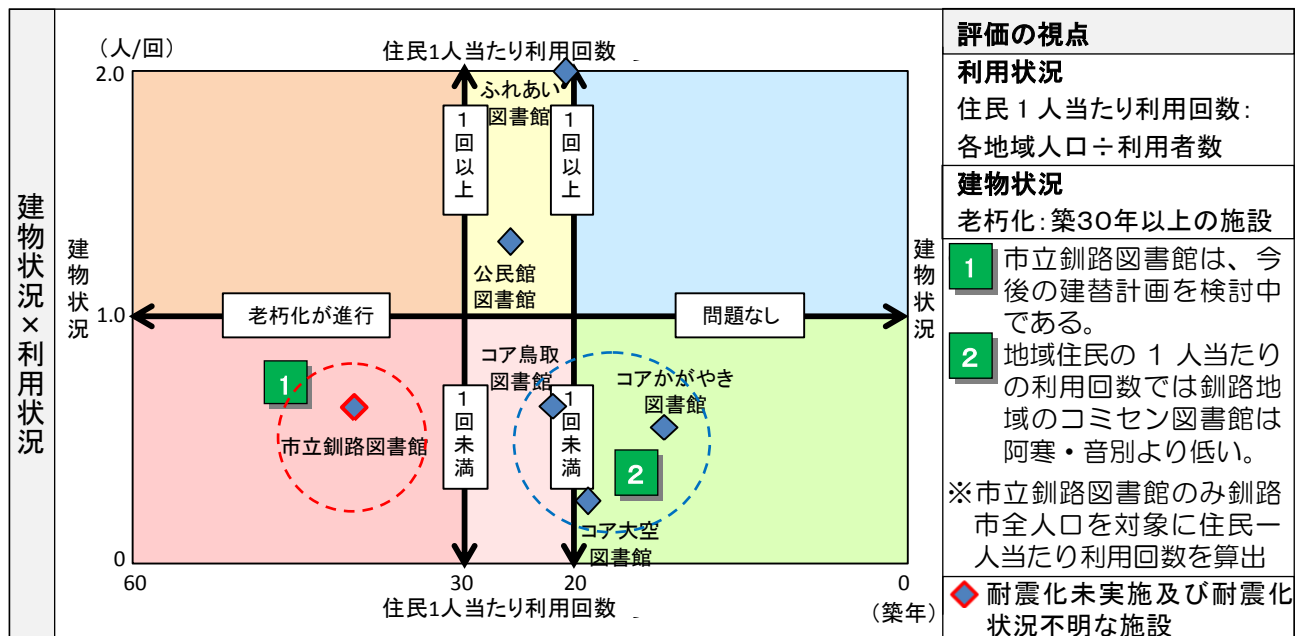 建物状況×利用状況
（人/回）
住民1人当たり利用回数
2.0
1.0
0
建物状況
建物状況
ふれあい
図書館
1回以上
1回以上
公民館
図書館
老朽化が進行
問題なし
コア鳥取
図書館
コアかがやき
図書館
1
市立釧路図書館
1回未満
1回未満
2
コア大空
図書館
60
30
20
0
住民1人当たり利用回数
（築年）
評価の視点
利用状況
住民１人当たり利用回数：
各地域人口÷利用者数
建物状況
老朽化：築30年以上の施設
1
市立釧路図書館は、今
後の建替計画を検討中
である。
2
地域住民の 1 人当たり
の利用回数では釧路地
域のコミセン図書館は
阿寒・音別より低い。
※市立釧路図書館のみ釧路
市全人口を対象に住民一
人当たり利用回数を算出
耐震化未実施及び耐震化
状況不明な施設